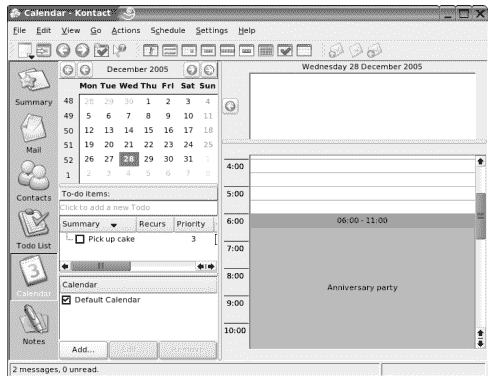 Calendar - Kontact
File Edit View Go Actions Schedule Settings Help
December 2005
Mon Tue Wed Thu Fri Sat Sun
48 28 29 30 1 2 3 4
49 5 6 7 8 9 10 11
50 12 13 14 15 16 17 18
51 19 20 21 22 23 24 25
52 26 27 28 29 30 31 1
1 2 3 4 5 6 7 8
Summary
Mail
Contacts
Todo List
3
Calendar
Notes
To-do items:
Click to add a new Todo
Summary Recurs Priority
Pick up cake 3
Calendar
Default Calendar
Add...
Wednesday 28 December 2005
4:00
5:00
6:00 06:00 - 11:00
7:00
8:00
Anniversary party
9:00
10:00
2 messages, 0 unread.